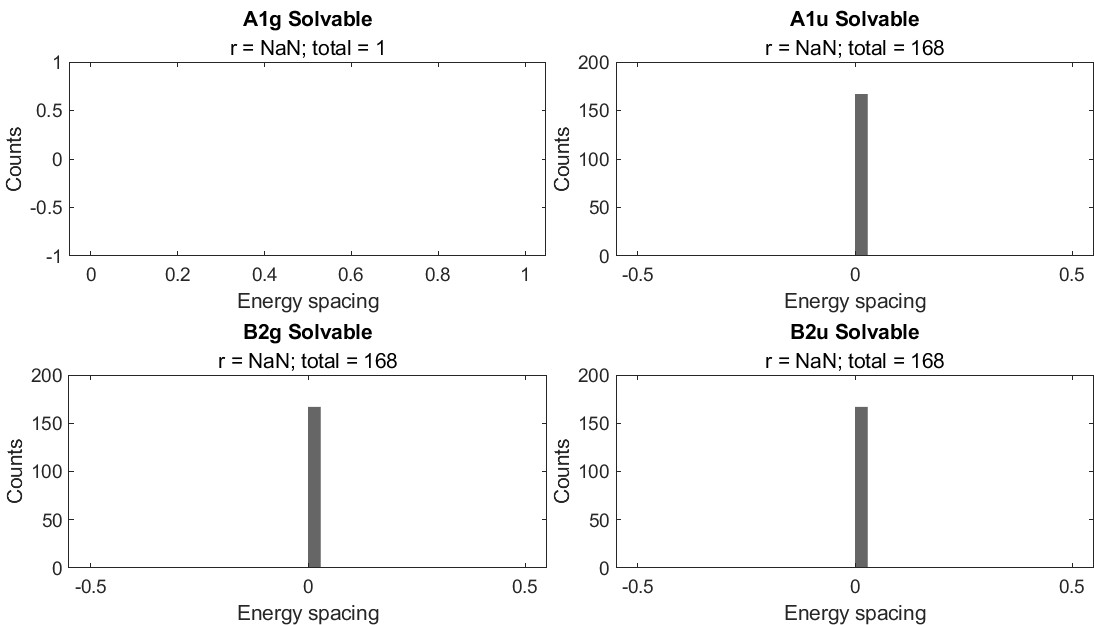 A1g Solvable
r = NaN; total = 1
1
0.5
0
-0.5
-1
Counts
0 0.2 0.4 0.6 0.8 1
Energy spacing
A1u Solvable
r = NaN; total = 168
200
150
100
50
0
Counts
-0.5 0 0.5
Energy spacing
B2g Solvable
r = NaN; total = 168
200
150
100
50
0
Counts
-0.5 0 0.5
Energy spacing
B2u Solvable
r = NaN; total = 168
200
150
100
50
0
Counts
-0.5 0 0.5
Energy spacing